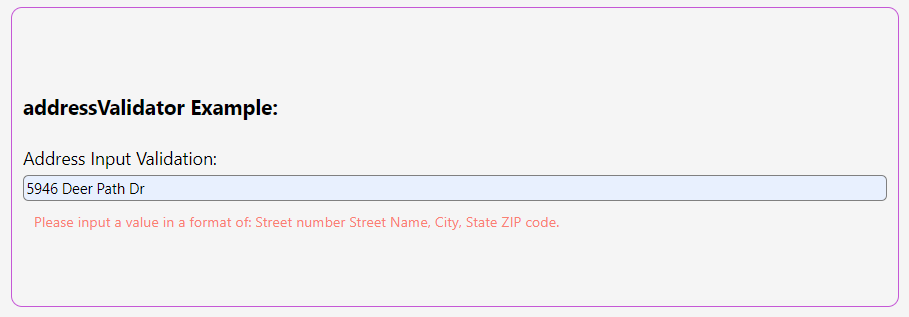 addressValidator Example:
Address Input Validation:
5946 Deer Path Dr
Please input a value in a format of: Street number Street Name, City, State ZIP code.